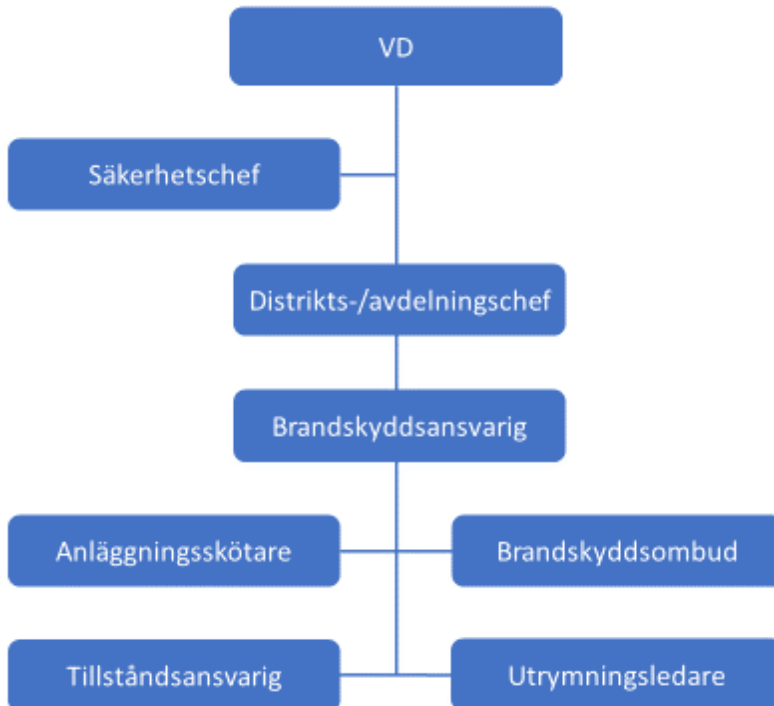 VD
Säkerhetschef
Distrikts-/avdelningschef
Brandskyddsansvarig
Anläggningsskötare
Brandskyddsombud
Tillståndsansvarig
Utrymningsledare